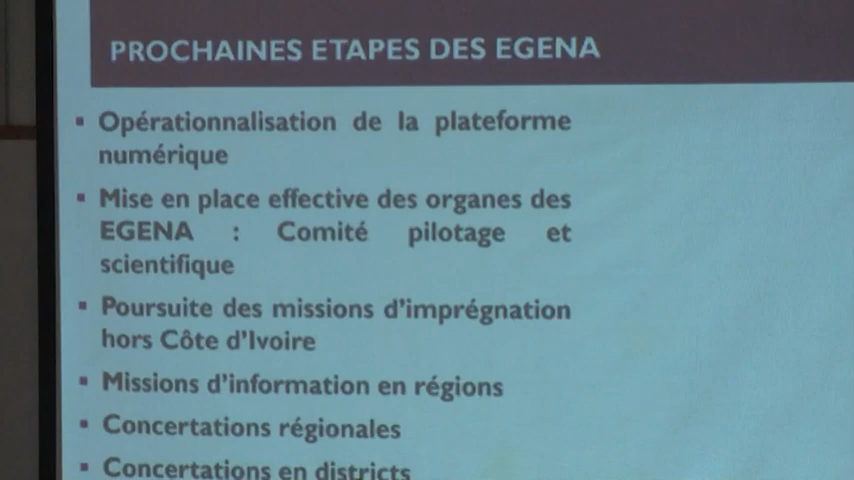 PROCHAINES ETAPES DES EGENA
▪ Opérationnalisation de la plateforme
numérique
▪ Mise en place effective des organes des
EGENA : Comité pilotage et
scientifique
▪ Poursuite des missions d'imprégnation
hors Côte d'Ivoire
▪ Missions d'information en régions
▪ Concertations régionales
▪ Concertations en districts